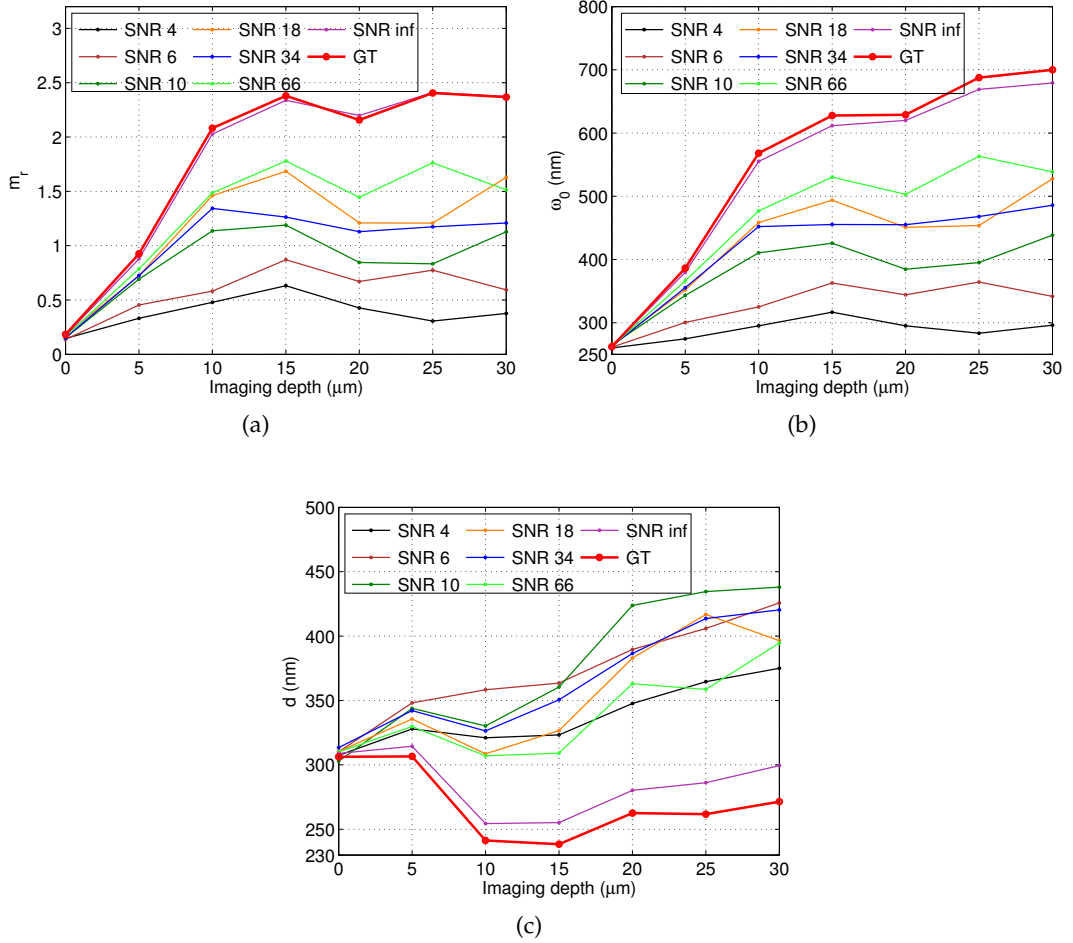 3
2.5
2
1.5
1
0.5
0
m_r
SNR 4
SNR 6
SNR 10
SNR 18
SNR 34
SNR 66
SNR inf
GT
0 5 10 15 20 25 30
Imaging depth (μm)
(a)
800
700
600
500
400
300
250
ω_0 (nm)
SNR 4
SNR 6
SNR 10
SNR 18
SNR 34
SNR 66
SNR inf
GT
0 5 10 15 20 25 30
Imaging depth (μm)
(b)
500
450
400
350
300
250
230
d (nm)
SNR 4
SNR 6
SNR 10
SNR 18
SNR 34
SNR 66
SNR inf
GT
0 5 10 15 20 25 30
Imaging depth (μm)
(c)